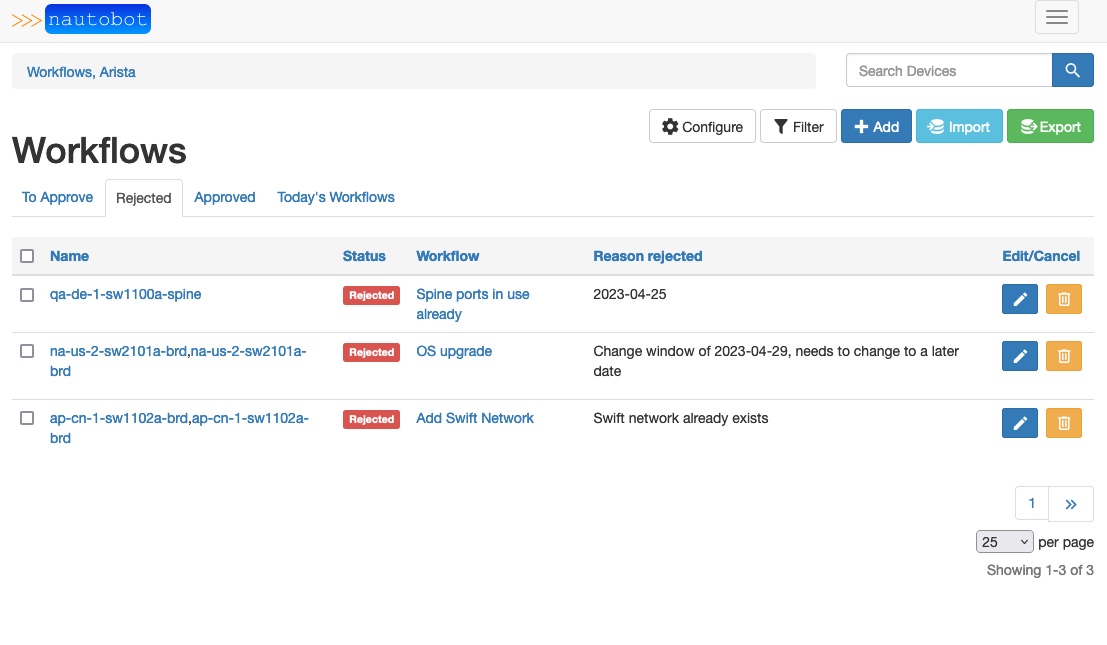 >>> nautobot
Workflows, Arista
Search Devices
Configure Filter Add Import Export
Workflows
To Approve Rejected Approved Today's Workflows
Name Status Workflow Reason rejected Edit/Cancel
qa-de-1-sw1100a-spine Rejected Spine ports in use 2023-04-25
already
na-us-2-sw2101a-brd,na-us-2-sw2101a- Rejected OS upgrade Change window of 2023-04-29, needs to change to a later
brd date
ap-cn-1-sw1102a-brd,ap-cn-1-sw1102a- Rejected Add Swift Network Swift network already exists
brd
1 »
25 per page
Showing 1-3 of 3